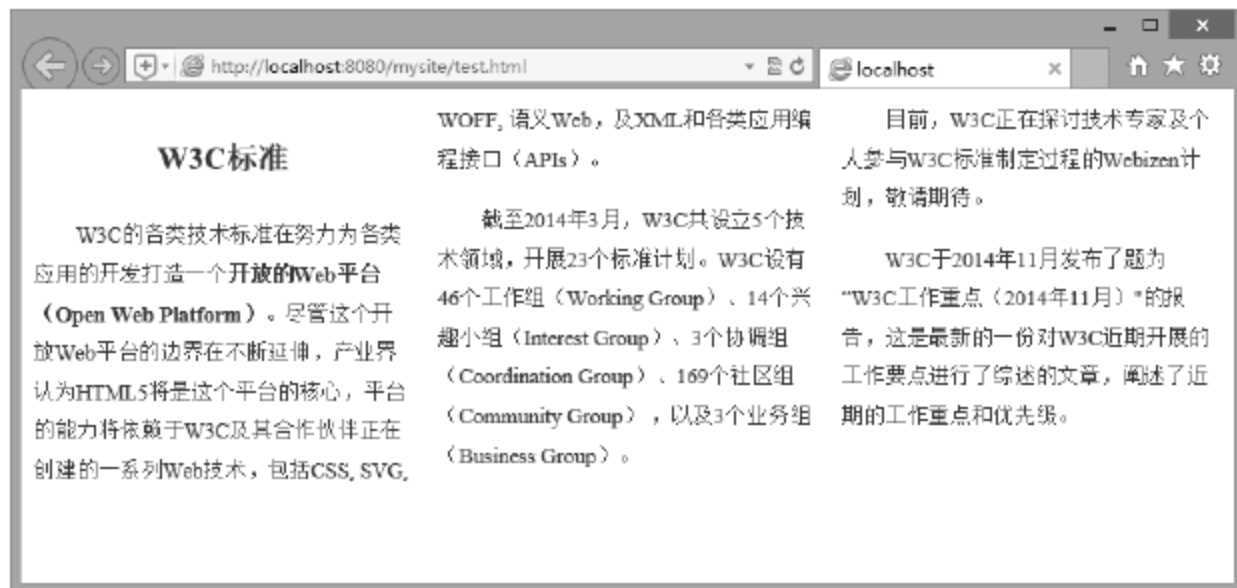 http://localhost:8080/mysite/test.html
localhost
W3C标准
W3C的各类技术标准在努力为各类
应用的开发打造一个开放的Web平台
（Open Web Platform）。尽管这个开
放Web平台的边界在不断延伸，产业界
认为HTML5将是这个平台的核心，平台
的能力将依赖于W3C及其合作伙伴正在
创建的一系列Web技术，包括CSS, SVG,
WOFF, 语义Web，及XML和各类应用编
程接口（APIs）。
截至2014年3月，W3C共设立5个技
术领域，开展23个标准计划。W3C设有
46个工作组（Working Group）、14个兴
趣小组（Interest Group）、3个协调组
（Coordination Group）、169个社区组
（Community Group），以及3个业务组
（Business Group）。
目前，W3C正在探讨技术专家及个
人参与W3C标准制定过程的Webizen计
划，敬请期待。
W3C于2014年11月发布了题为
“W3C工作重点（2014年11月）"的报
告，这是最新的一份对W3C近期开展的
工作要点进行了综述的文章，阐述了近
期的工作重点和优先级。